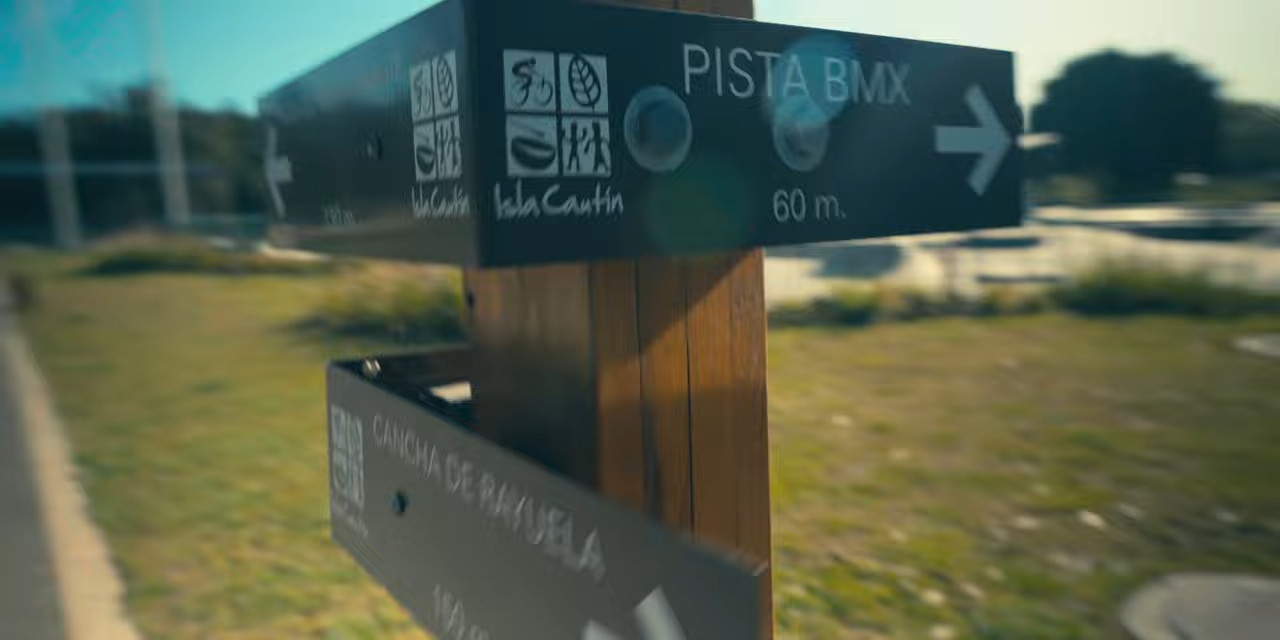 PISTA BMX
Isla Cautín
60 m.
Isla Cautín
CANCHA DE RAYUELA